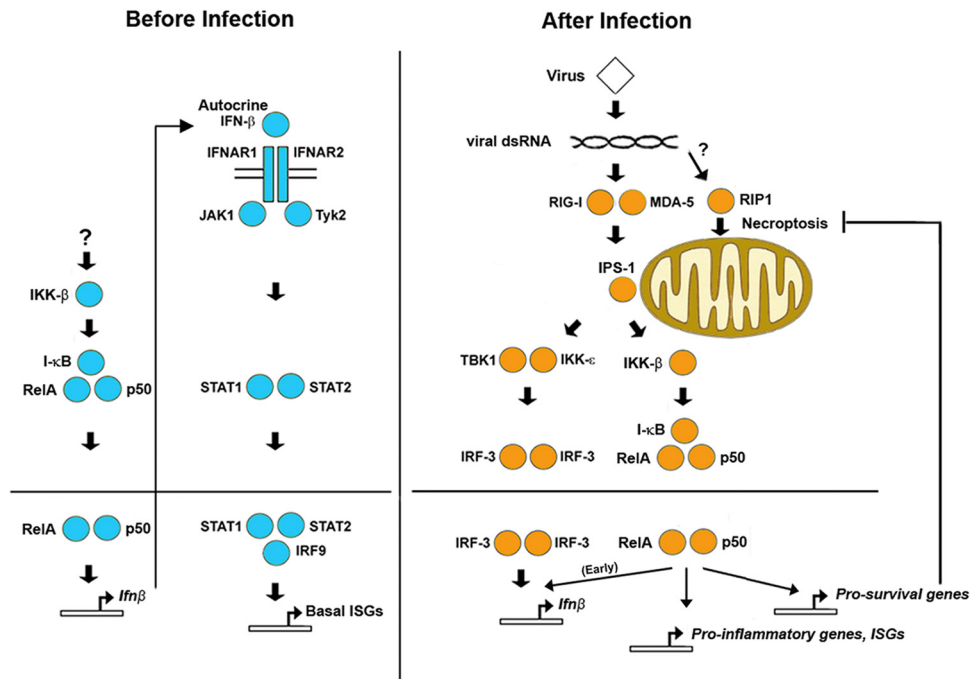 Before Infection
After Infection
Autocrine
IFN-β
IFNAR1
IFNAR2
JAK1
Tyk2
?
IKK-β
I-κB
RelA
p50
STAT1
STAT2
RelA
p50
Ifnβ
STAT1
STAT2
IRF9
Basal ISGs
Virus
viral dsRNA
?
RIG-I
MDA-5
RIP1
Necroptosis
IPS-1
TBK1
IKK-ε
IKK-β
I-κB
RelA
p50
IRF-3
IRF-3
IRF-3
IRF-3
RelA
p50
(Early)
Ifnβ
Pro-survival genes
Pro-inflammatory genes, ISGs